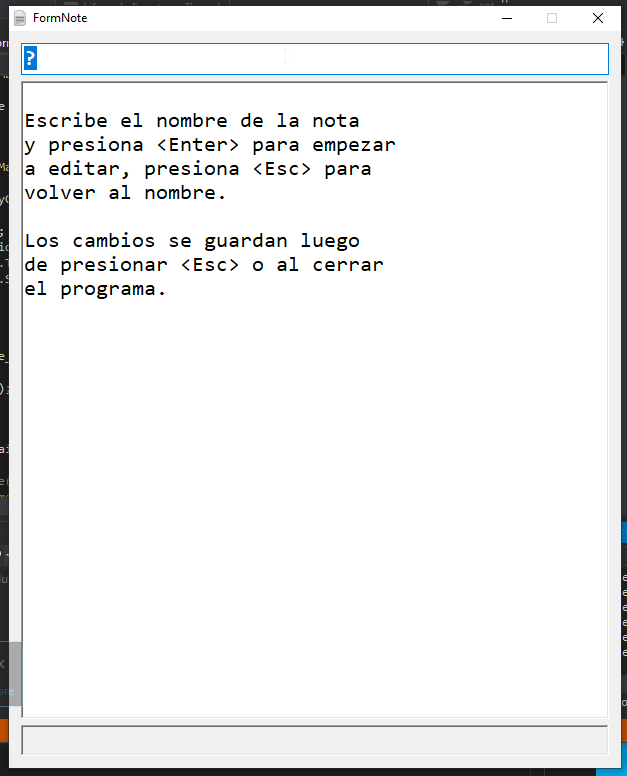 FormNote
?
Escribe el nombre de la nota
y presiona <Enter> para empezar
a editar, presiona <Esc> para
volver al nombre.
Los cambios se guardan luego
de presionar <Esc> o al cerrar
el programa.